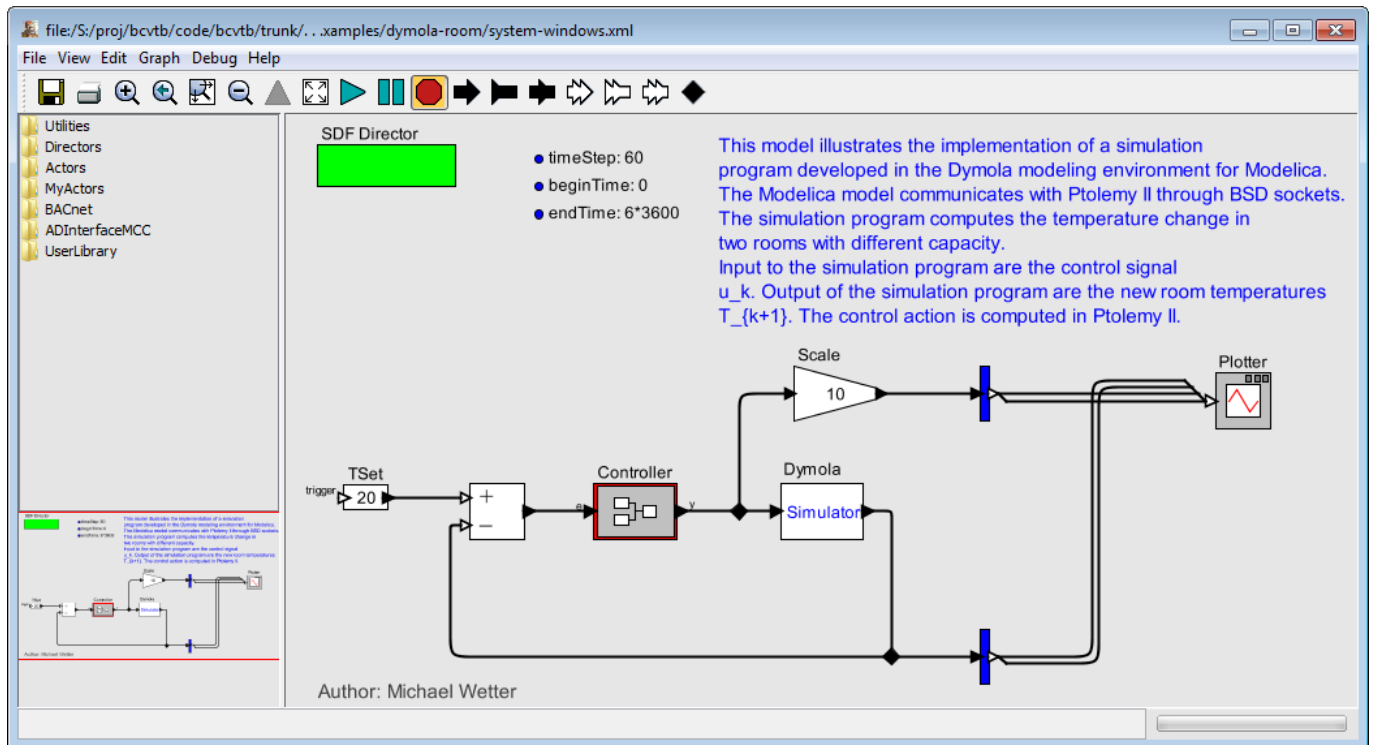 file:/S:/proj/bcvtb/code/bcvtb/trunk/. . .xamples/dymola-room/system-windows.xml
File View Edit Graph Debug Help
Utilities
Directors
Actors
MyActors
BACnet
ADInterfaceMCC
UserLibrary
SDF Director
timeStep: 60
beginTime: 0
endTime: 6*3600
This model illustrates the implementation of a simulation
program developed in the Dymola modeling environment for Modelica.
The Modelica model communicates with Ptolemy II through BSD sockets.
The simulation program computes the temperature change in
two rooms with different capacity.
Input to the simulation program are the control signal
u_k. Output of the simulation program are the new room temperatures
T_{k+1}. The control action is computed in Ptolemy II.
Scale
10
Plotter
TSet
trigger
20
+
−
Controller
e
y
Dymola
Simulator
Author: Michael Wetter